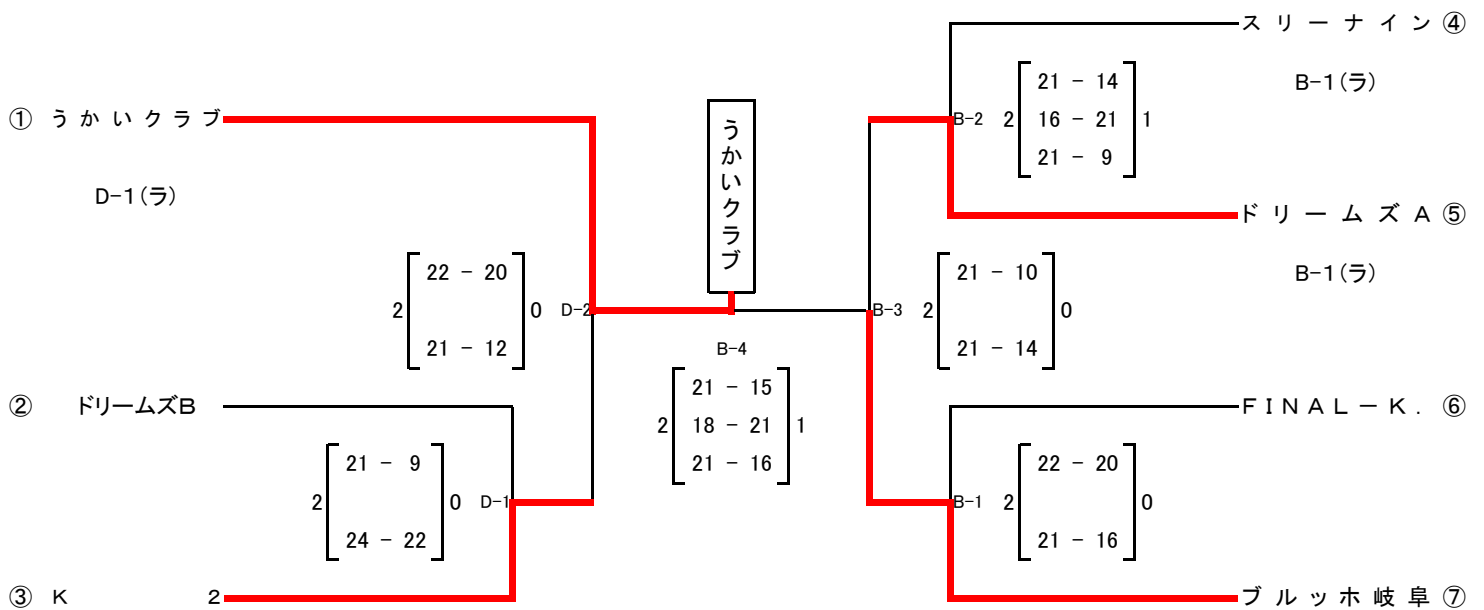 ① うかいクラブ
D-1(ラ)
2 22 - 20 0 D-2
21 - 12
② ドリームズB
2 21 - 9 0 D-1
24 - 22
③ K 2
うかいクラブ
B-4
2 21 - 15 1
18 - 21
21 - 16
スリーナイン ④
B-1(ラ)
B-2 2 21 - 14 1
16 - 21
21 - 9
ドリームズA ⑤
B-1(ラ)
B-3 2 21 - 10 0
21 - 14
FINAL-K. ⑥
B-1 2 22 - 20 0
21 - 16
ブルッホ岐阜 ⑦